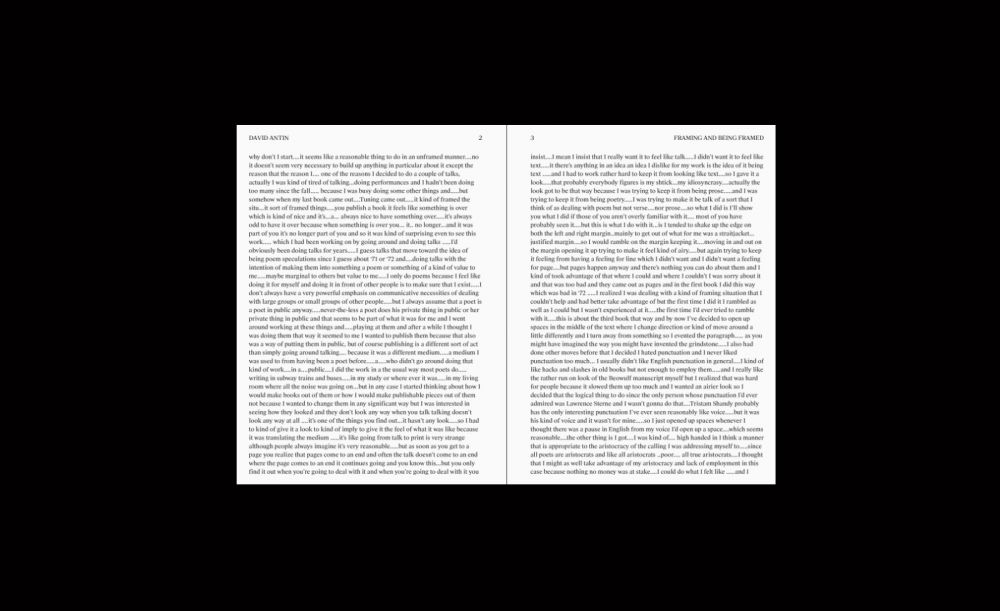 DAVID ANTIN 2
why don't I start....it seems like a reasonable thing to do in an unframed manner....no
it doesn't seem very necessary to build up anything in particular about it except the
reason that the reason I.... one of the reasons I decided to do a couple of talks,
actually I was kind of tired of talking...doing performances and I hadn't been doing
too many since the fall..... because I was busy doing some other things and.....but
somehow when my last book came out....Tuning came out.....it kind of framed the
situ...it sort of framed things.....you publish a book it feels like something is over
which is kind of nice and it's...a... always nice to have something over.....it's always
odd to have it over because when something is over you... it.. no longer...and it was
part of you it's no longer part of you and so it was kind of surprising even to see this
work..... which I had been working on by going around and doing talks .....I'd
obviously been doing talks for years.....I guess talks that move toward the idea of
being poem speculations since I guess about '71 or '72 and....doing talks with the
intention of making them into something a poem or something of a kind of value to
me.....maybe marginal to others but value to me.....I only do poems because I feel like
doing it for myself and doing it in front of other people is to make sure that I exist.....I
don't always have a very powerful emphasis on communicative necessities of dealing
with large groups or small groups of other people.....but I always assume that a poet is
a poet in public anyway.....never-the-less a poet does his private thing in public or her
private thing in public and that seems to be part of what it was for me and I went
around working at these things and.....playing at them and after a while I thought I
was doing them that way it seemed to me I wanted to publish them because that also
was a way of putting them in public, but of course publishing is a different sort of act
than simply going around talking.... because it was a different medium.....a medium I
was used to from having been a poet before.....a.....who didn't go around doing that
kind of work....in a....public.....I did the work in a the usual way most poets do.....
writing in subway trains and buses.....in my study or where ever it was.....in my living
room where all the noise was going on...but in any case I started thinking about how I
would make books out of them or how I would make publishable pieces out of them
not because I wanted to change them in any significant way but I was interested in
seeing how they looked and they don't look any way when you talk talking doesn't
look any way at all ....it's one of the things you find out...it hasn't any look.....so I had
to kind of give it a look to kind of imply to give it the feel of what it was like because
it was translating the medium .....it's like going from talk to print is very strange
although people always imagine it's very reasonable.....but as soon as you get to a
page you realize that pages come to an end and often the talk doesn't come to an end
where the page comes to an end it continues going and you know this...but you only
find it out when you're going to deal with it and when you're going to deal with it you
3 FRAMING AND BEING FRAMED
insist....I mean I insist that I really want it to feel like talk.....I didn't want it to feel like
text.....it there's anything in an idea an idea I dislike for my work is the idea of it being
text .....and I had to work rather hard to keep it from looking like text....so I gave it a
look....that probably everybody figures is my shtick...my idiosyncrasy....actually the
look got to be that way because I was trying to keep it from being prose.....and I was
trying to keep it from being poetry.....I was trying to make it be talk of a sort that I
think of as dealing with poem but not verse....nor prose....so what I did is I'll show
you what I did if those of you aren't overly familiar with it.... most of you have
probably seen it....but this is what I do with it...is I tended to shake up the edge on
both the left and right margin...mainly to get out of what for me was a straitjacket...
justified margin....so I would ramble on the margin keeping it....moving in and out on
the margin opening it up trying to make it feel kind of airy.....but again trying to keep
it feeling from having a feeling for line which I didn't want and I didn't want a feeling
for page....but pages happen anyway and there's nothing you can do about them and I
kind of took advantage of that where I could and where I couldn't I was sorry about it
and that was too bad and they came out as pages and in the first book I did this way
which was bad in '72 .....I realized I was dealing with a kind of framing situation that I
couldn't help and had better take advantage of but the first time I did it I rambled as
well as I could but I wasn't experienced at it.....the first time I'd ever tried to ramble
with it.....this is about the third book that way and by now I've decided to open up
spaces in the middle of the text where I change direction or kind of move around a
little differently and I turn away from something so I evented the paragraph..... as you
might have imagined the way you might have invented the grindstone.....I also had
done other moves before that I decided I hated punctuation and I never liked
punctuation too much.... I usually didn't like English punctuation in general....I kind of
like hacks and slashes in old books but not enough to employ them.....and I really like
the rather run on look of the Beowulf manuscript myself but I realized that was hard
for people because it slowed them up too much and I wanted an airier look so I
decided that the logical thing to do since the only person whose punctuation I'd ever
admired was Lawrence Sterne and I wasn't gonna do that....Tristam Shandy probably
has the only interesting punctuation I've ever seen reasonably like voice.....but it was
his kind of voice and it wasn't for mine.....so I just opened up spaces whenever I
thought there was a pause in English from my voice I'd open up a space.....which seems
reasonable....the other thing is I got....I was kind of.... high handed in I think a manner
that is appropriate to the aristocracy of the calling I was addressing myself to.....since
all poets are aristocrats and like all aristocrats ..poor.... all true aristocrats....I thought
that I might as well take advantage of my aristocracy and lack of employment in this
case because nothing no money was at stake....I could do what I felt like .....and I